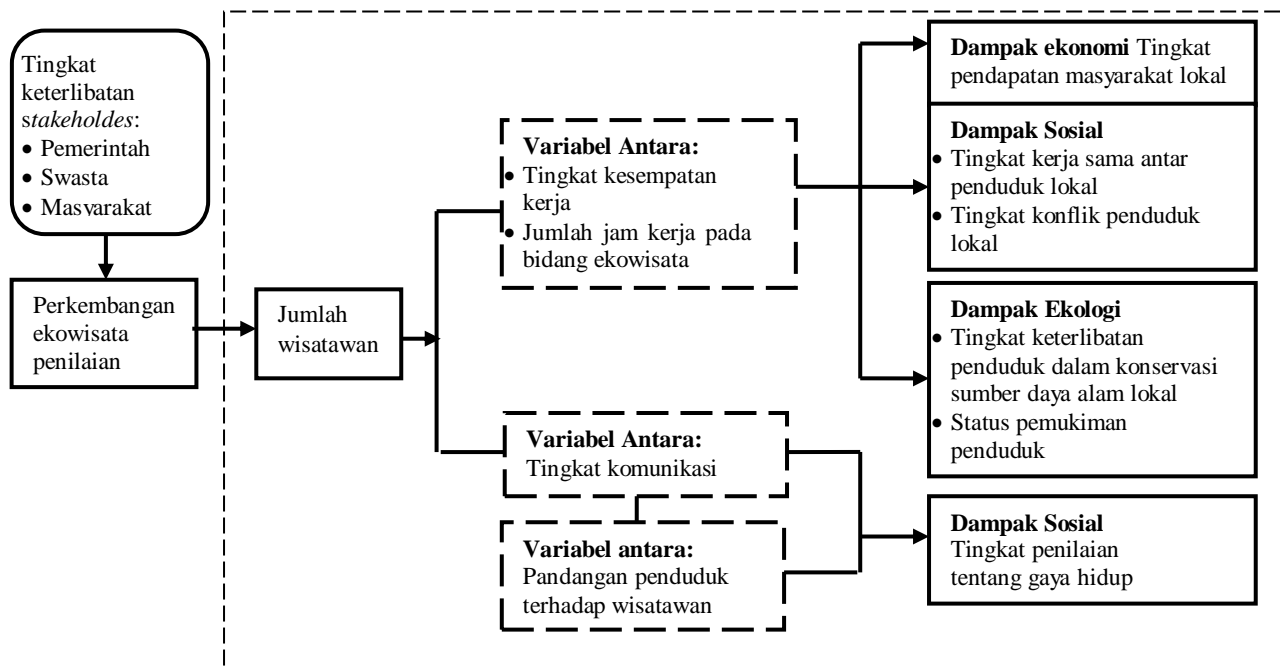 Tingkat
keterlibatan
stakeholdes:
• Pemerintah
• Swasta
• Masyarakat
Perkembangan
ekowisata
penilaian
Jumlah
wisatawan
Variabel Antara:
• Tingkat kesempatan
kerja
• Jumlah jam kerja pada
bidang ekowisata
Variabel Antara:
Tingkat komunikasi
Variabel antara:
Pandangan penduduk
terhadap wisatawan
Dampak ekonomi Tingkat
pendapatan masyarakat lokal
Dampak Sosial
• Tingkat kerja sama antar
penduduk lokal
• Tingkat konflik penduduk
lokal
Dampak Ekologi
• Tingkat keterlibatan
penduduk dalam konservasi
sumber daya alam lokal
• Status pemukiman
penduduk
Dampak Sosial
Tingkat penilaian
tentang gaya hidup